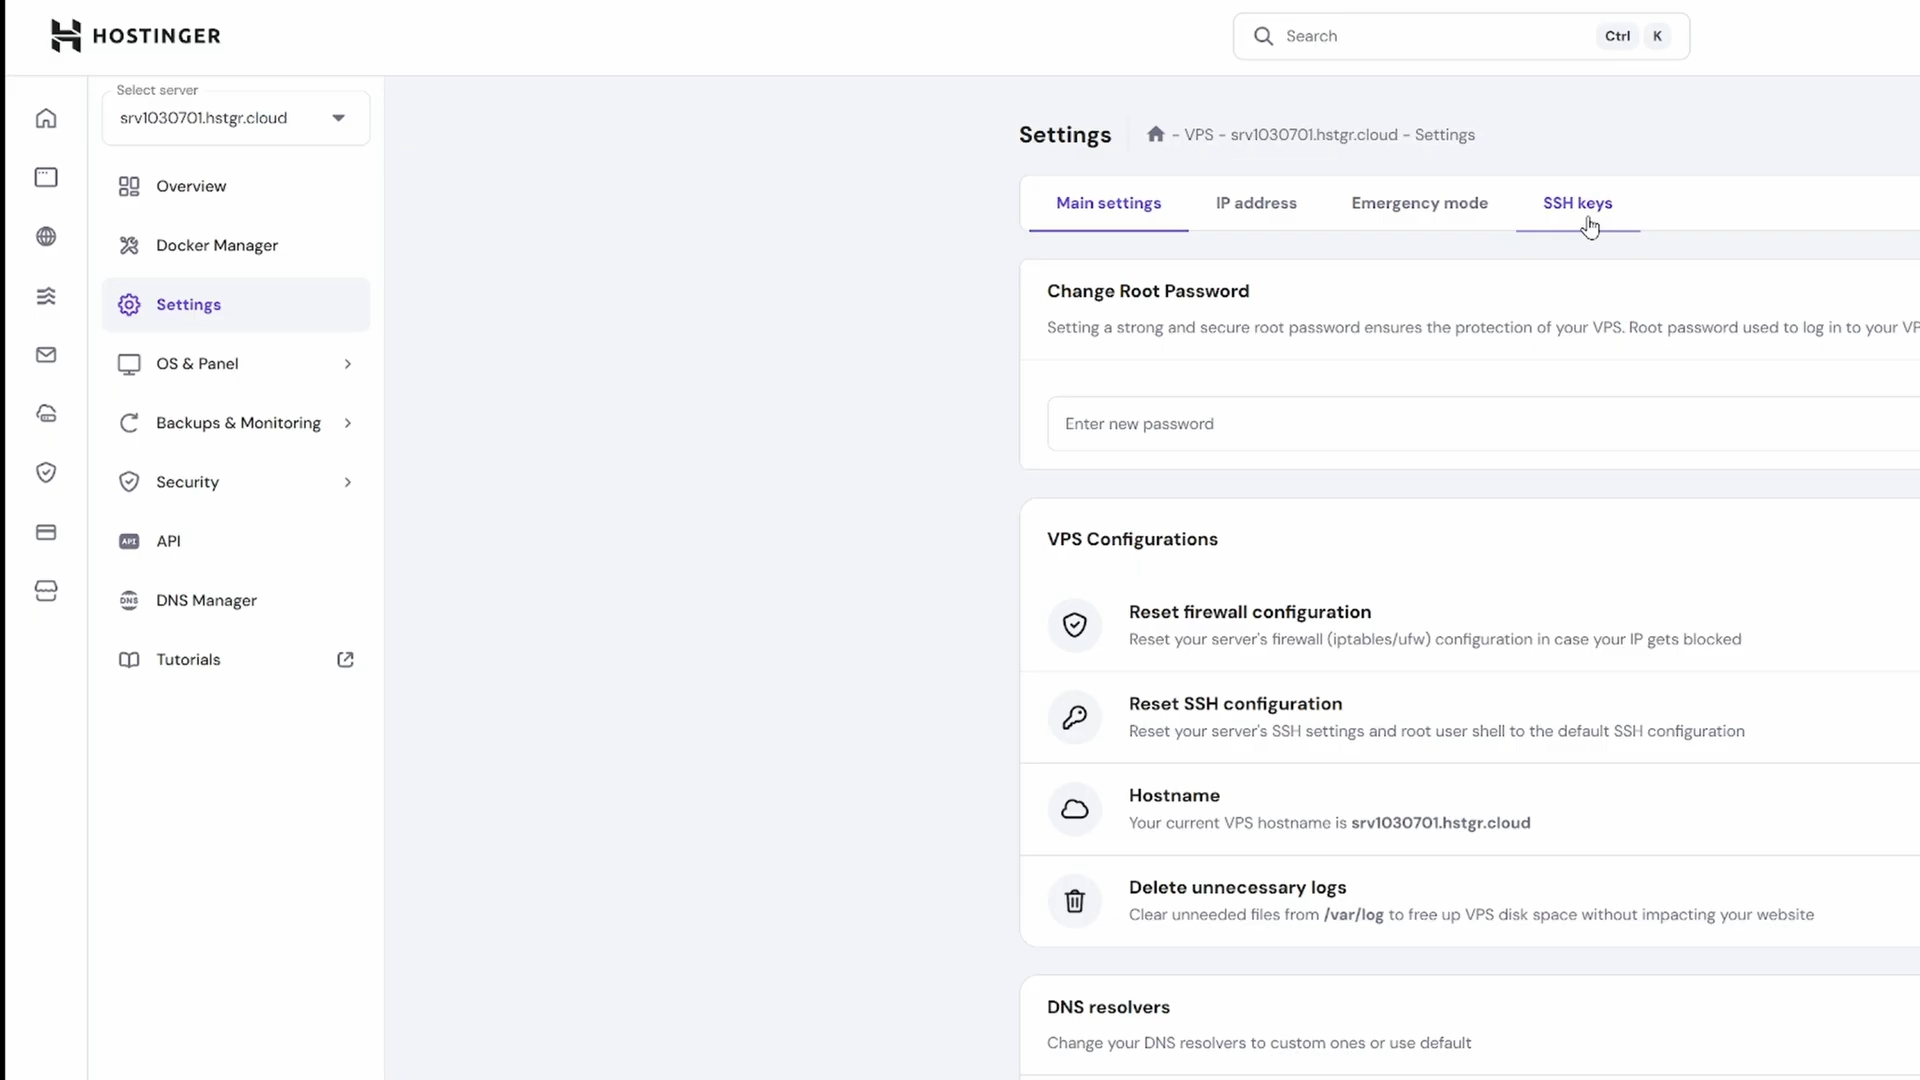 HOSTINGER
Search
Ctrl K
Select server
srv1030701.hstgr.cloud
Overview
Docker Manager
Settings
OS & Panel
Backups & Monitoring
Security
API
API
DNS
DNS Manager
Tutorials
Settings
- VPS - srv1030701.hstgr.cloud - Settings
Main settings
IP address
Emergency mode
SSH keys
Change Root Password
Setting a strong and secure root password ensures the protection of your VPS. Root password used to log in to your VP
Enter new password
VPS Configurations
Reset firewall configuration
Reset your server's firewall (iptables/ufw) configuration in case your IP gets blocked
Reset SSH configuration
Reset your server's SSH settings and root user shell to the default SSH configuration
Hostname
Your current VPS hostname is srv1030701.hstgr.cloud
Delete unnecessary logs
Clear unneeded files from /var/log to free up VPS disk space without impacting your website
DNS resolvers
Change your DNS resolvers to custom ones or use default